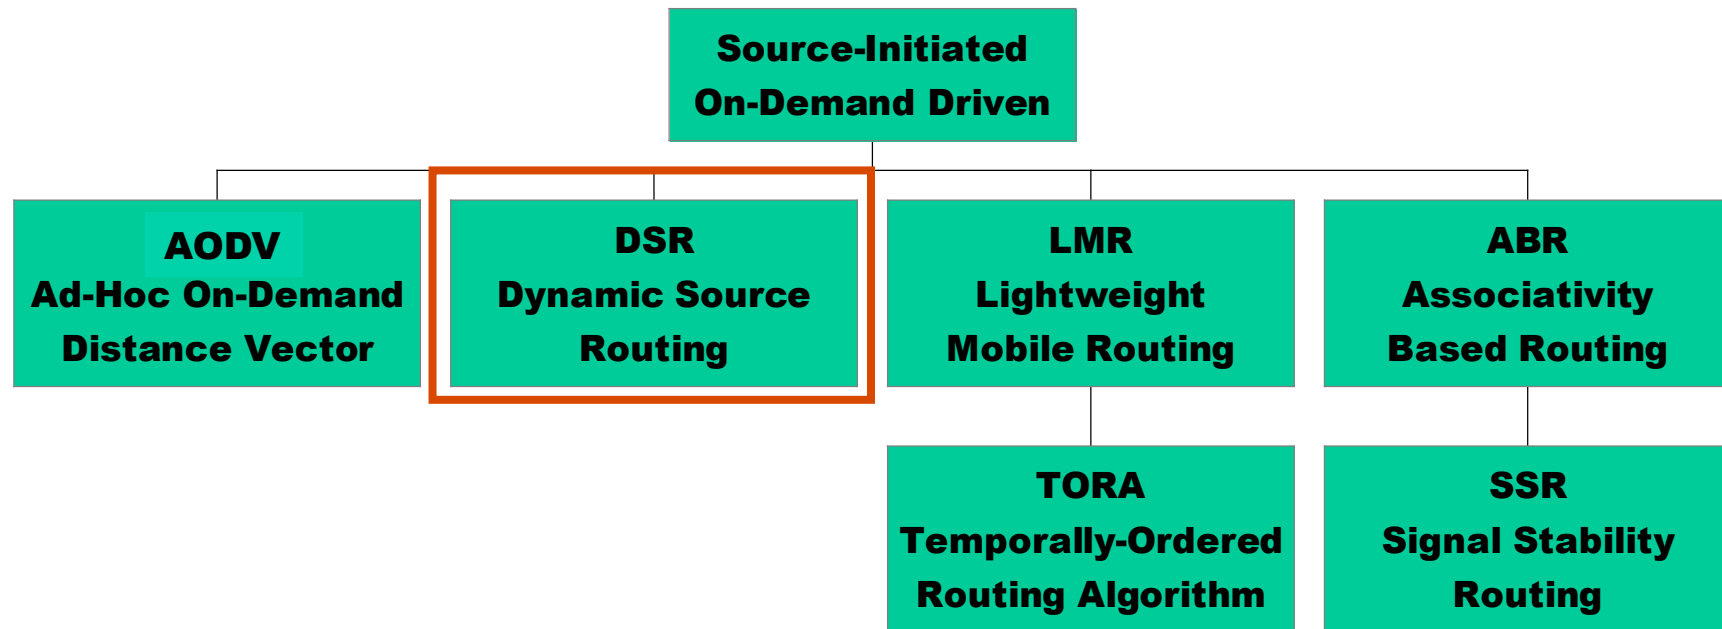 Source-Initiated
On-Demand Driven
AODV
Ad-Hoc On-Demand
Distance Vector
DSR
Dynamic Source
Routing
LMR
Lightweight
Mobile Routing
ABR
Associativity
Based Routing
TORA
Temporally-Ordered
Routing Algorithm
SSR
Signal Stability
Routing